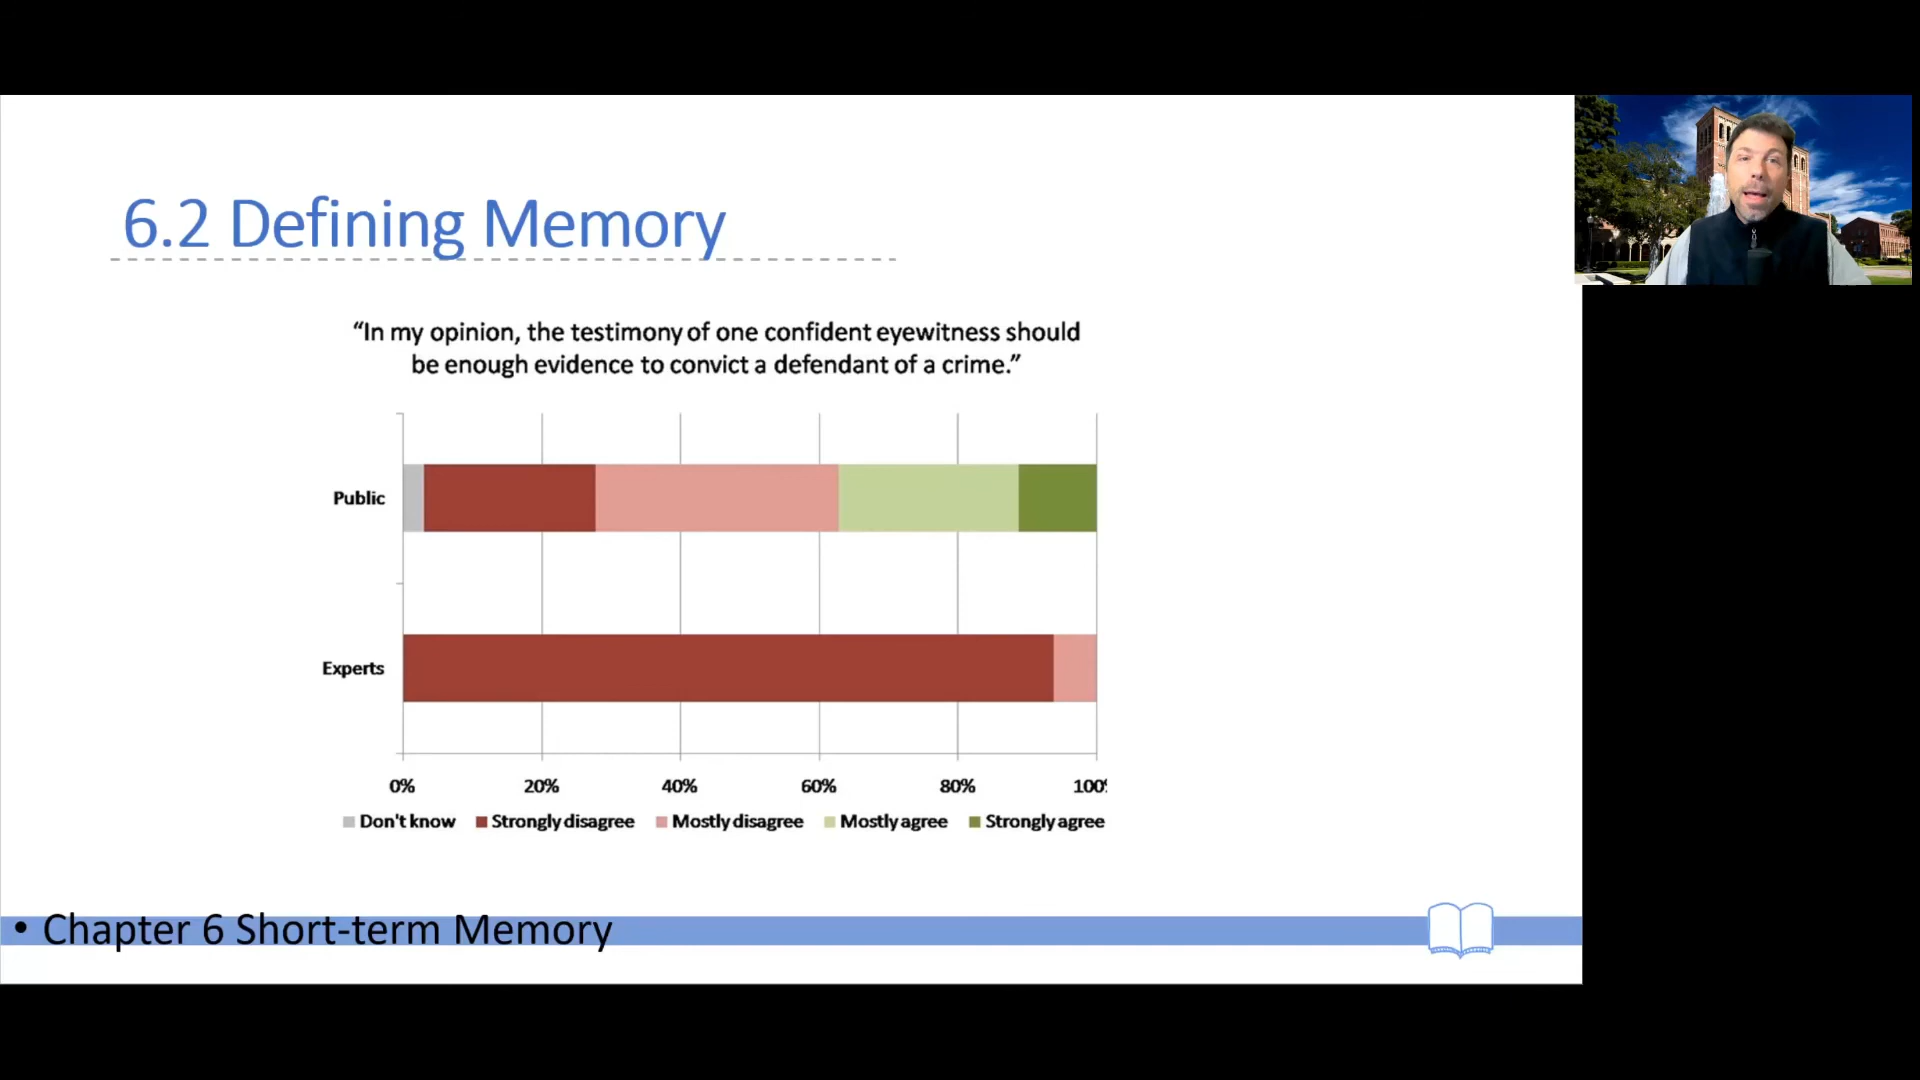 6.2 Defining Memory
“In my opinion, the testimony of one confident eyewitness should
be enough evidence to convict a defendant of a crime.”
Public
Experts
0% 20% 40% 60% 80% 100%
Don't know Strongly disagree Mostly disagree Mostly agree Strongly agree
• Chapter 6 Short-term Memory